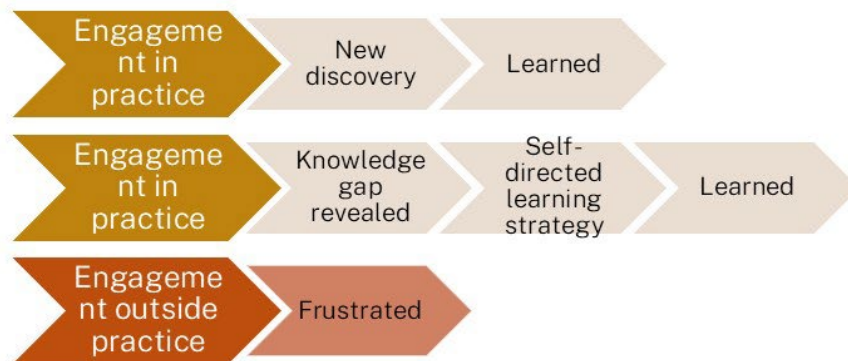 Engageme
nt in
practice
New
discovery
Learned
Engageme
nt in
practice
Knowledge
gap
revealed
Self-
directed
learning
strategy
Learned
Engageme
nt outside
practice
Frustrated